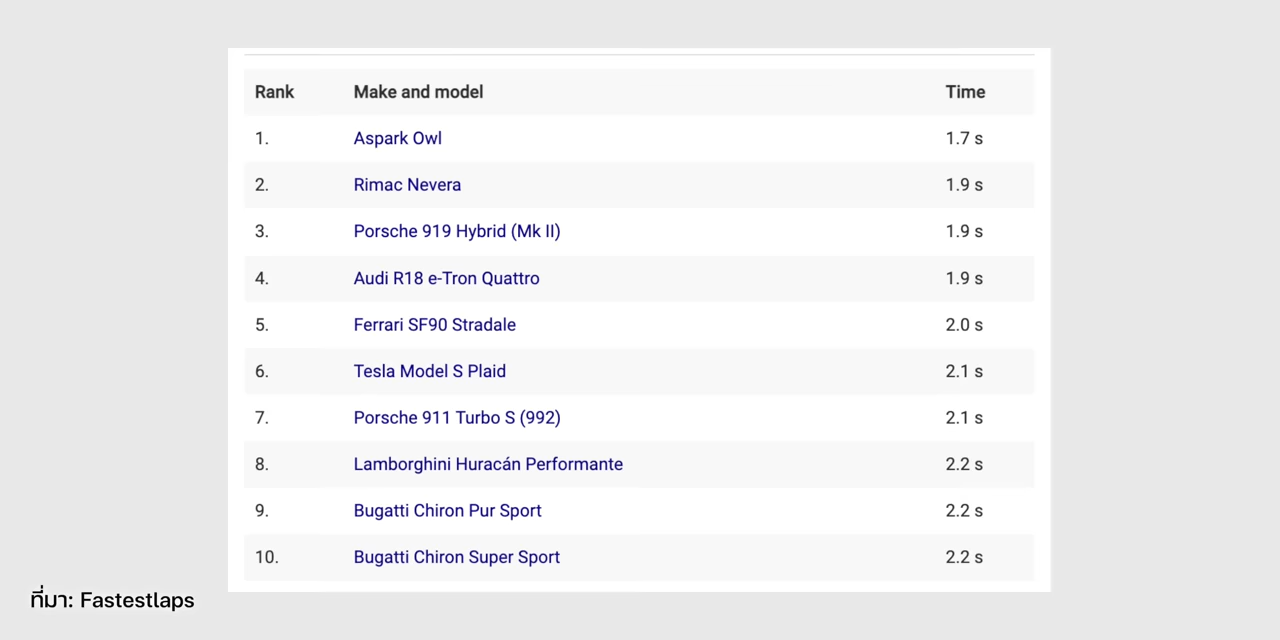 Rank Make and model Time
1. Aspark Owl 1.7 s
2. Rimac Nevera 1.9 s
3. Porsche 919 Hybrid (Mk II) 1.9 s
4. Audi R18 e-Tron Quattro 1.9 s
5. Ferrari SF90 Stradale 2.0 s
6. Tesla Model S Plaid 2.1 s
7. Porsche 911 Turbo S (992) 2.1 s
8. Lamborghini Huracán Performante 2.2 s
9. Bugatti Chiron Pur Sport 2.2 s
10. Bugatti Chiron Super Sport 2.2 s
ที่มา: Fastestlaps